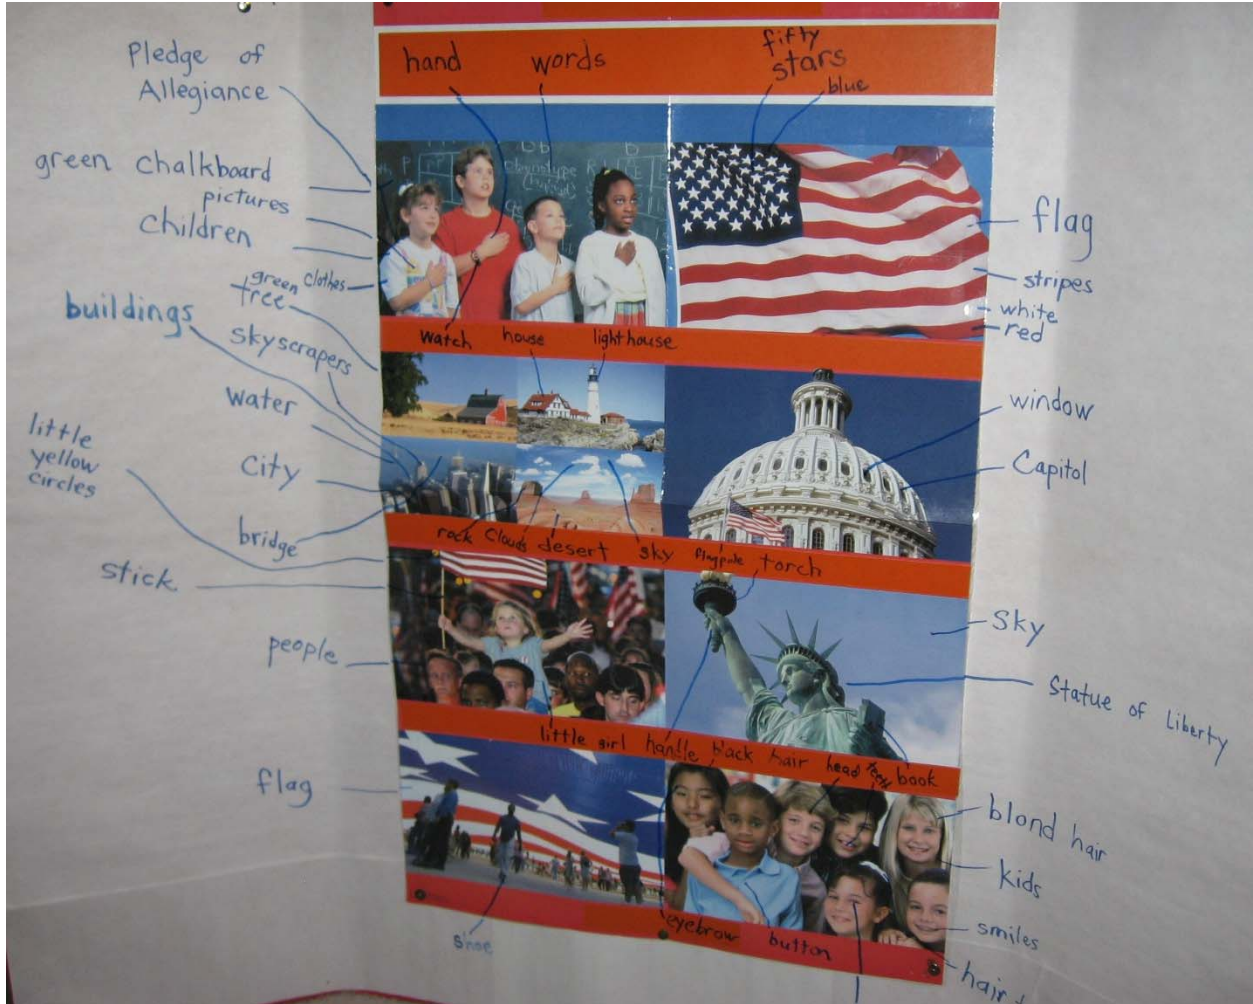 hand
words
fifty
stars
blue
Pledge of
Allegiance
green Chalkboard
pictures
Children
green clothes
tree
buildings
skyscrapers
water
little
yellow
circles
City
bridge
stick
people
flag
watch
house
lighthouse
flag
stripes
white
red
window
Capitol
rock
Clouds
desert
sky
flagpole
torch
Sky
Statue of Liberty
little girl
handle
black hair
head
teeth
book
blond hair
kids
smiles
hair
eyebrow
button
shoe